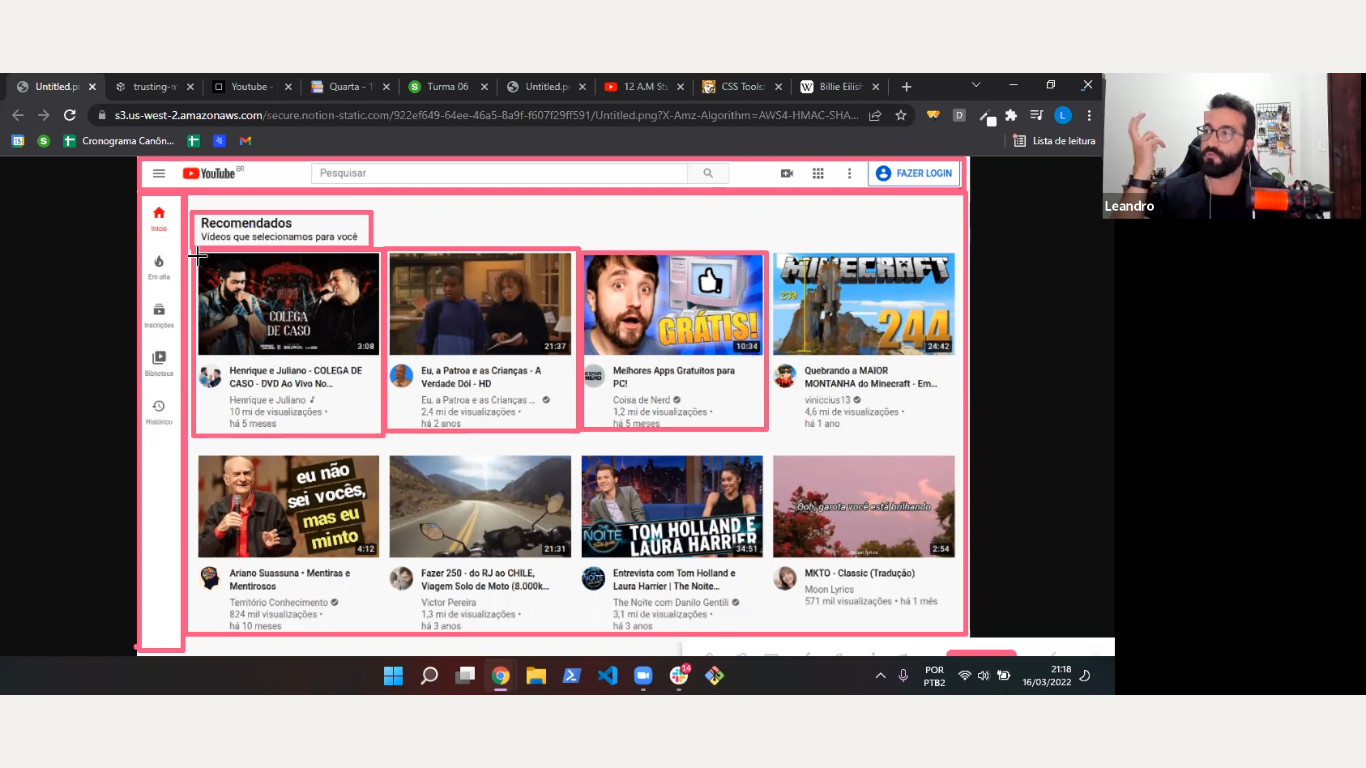 Untitled.p
trusting-n
Youtube -
Quarta - 1
Turma 06
Untitled.p
12 A.M Stu
CSS Tools:
Billie Eilish
s3.us-west-2.amazonaws.com/secure.notion-static.com/922ef649-64ee-46a5-8a9f-f607f29ff591/Untitled.png?X-Amz-Algorithm=AWS4-HMAC-SHA...
Cronograma Canôn...
Lista de leitura
Leandro
YouTube BR
Pesquisar
FAZER LOGIN
Início
Em alta
Inscrições
Biblioteca
Histórico
Recomendados
Vídeos que selecionamos para você
COLEGA
DE CASO
3:08
21:37
GRÁTIS!
10:34
MINECRAFT
239
244
24:42
Henrique e Juliano - COLEGA DE
CASO - DVD Ao Vivo No...
Henrique e Juliano
10 mi de visualizações •
há 5 meses
Eu, a Patroa e as Crianças - A
Verdade Dói - HD
Eu, a Patroa e as Crianças ...
2,4 mi de visualizações •
há 2 anos
COISA
NERD
Melhores Apps Gratuitos para
PC!
Coisa de Nerd
1,2 mi de visualizações •
há 5 meses
Quebrando a MAIOR
MONTANHA do Minecraft - Em...
viniccius13
4,6 mi de visualizações •
há 1 ano
eu não
sei vocês,
mas eu
minto
4:12
21:31
THE
NOITE
TOM HOLLAND E
LAURA HARRIER
34:51
Ooh, garota você está brilhando
moon lyrics
2:54
Ariano Suassuna • Mentiras e
Mentirosos
Território Conhecimento
824 mil visualizações •
há 10 meses
Fazer 250 - do RJ ao CHILE,
Viagem Solo de Moto (8.000k...
Victor Pereira
1,3 mi de visualizações •
há 3 anos
NOITE
Entrevista com Tom Holland e
Laura Harrier | The Noite...
The Noite com Danilo Gentili
3,1 mi de visualizações •
há 3 anos
MKTO - Classic (Tradução)
Moon Lyrics
571 mil visualizações • há 1 mês
14
POR
PTB2
21:18
16/03/2022